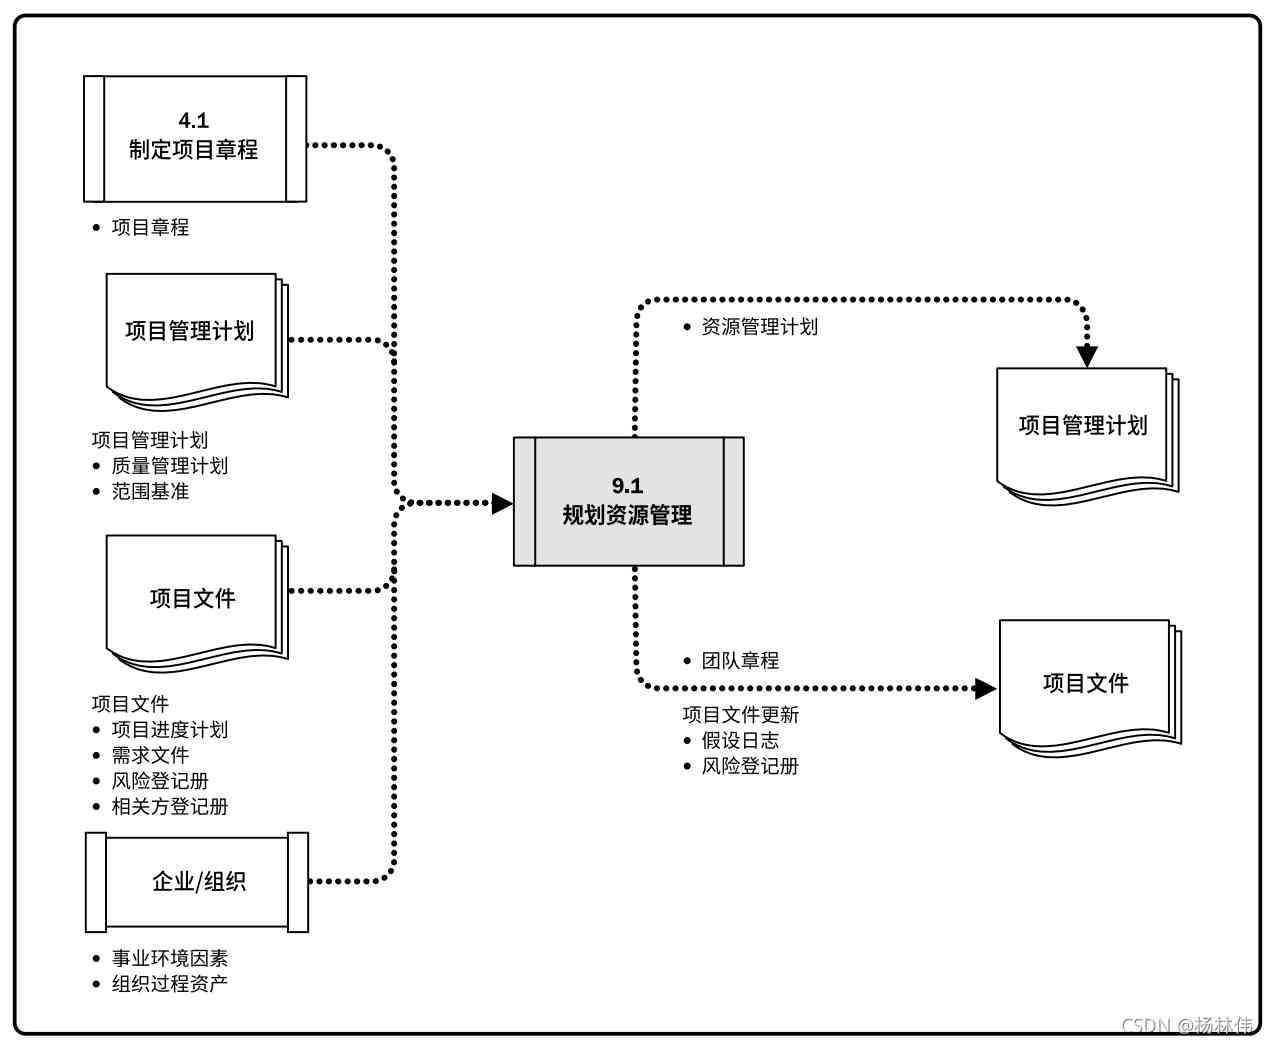 4.1
制定项目章程
• 项目章程
项目管理计划
项目管理计划
• 质量管理计划
• 范围基准
项目文件
项目文件
• 项目进度计划
• 需求文件
• 风险登记册
• 相关方登记册
企业/组织
• 事业环境因素
• 组织过程资产
9.1
规划资源管理
• 资源管理计划
项目管理计划
• 团队章程
项目文件更新
• 假设日志
• 风险登记册
项目文件
CSDN @杨林伟